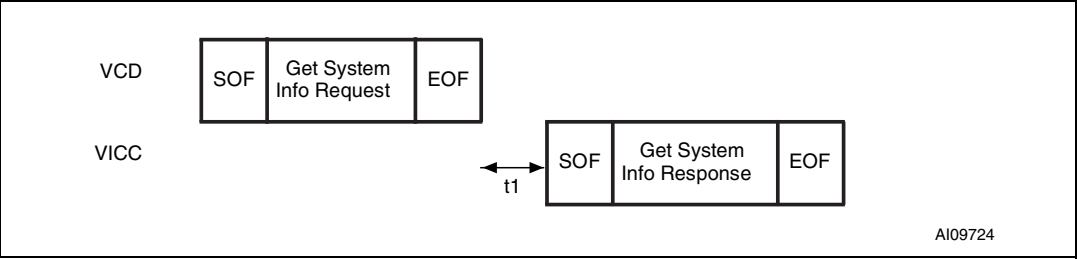 VCD
SOF
Get System
Info Request
EOF
VICC
t1
SOF
Get System
Info Response
EOF
AI09724